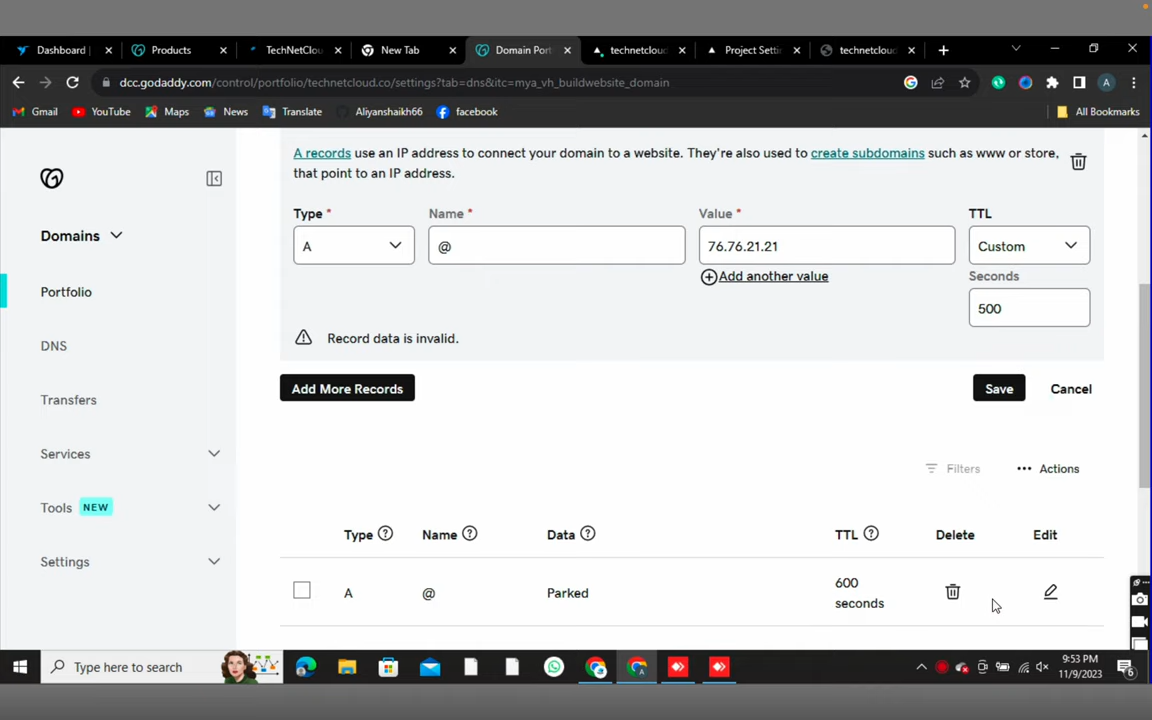 Dashboard
Products
TechNetClou
New Tab
Domain Port
technetcloud
Project Setti
technetcloud
dcc.godaddy.com/control/portfolio/technetcloud.co/settings?tab=dns&itc=mya_vh_buildwebsite_domain
A
Gmail
YouTube
Maps
News
Translate
Aliyanshaikh66
facebook
All Bookmarks
Domains
Portfolio
DNS
Transfers
Services
Tools NEW
Settings
A records use an IP address to connect your domain to a website. They're also used to create subdomains such as www or store,
that point to an IP address.
Type * Name * Value * TTL
A @ 76.76.21.21 Custom
Add another value Seconds
500
Record data is invalid.
Add More Records Save Cancel
Filters Actions
Type Name Data TTL Delete Edit
A @ Parked 600
seconds
Type here to search
9:53 PM
11/9/2023
6